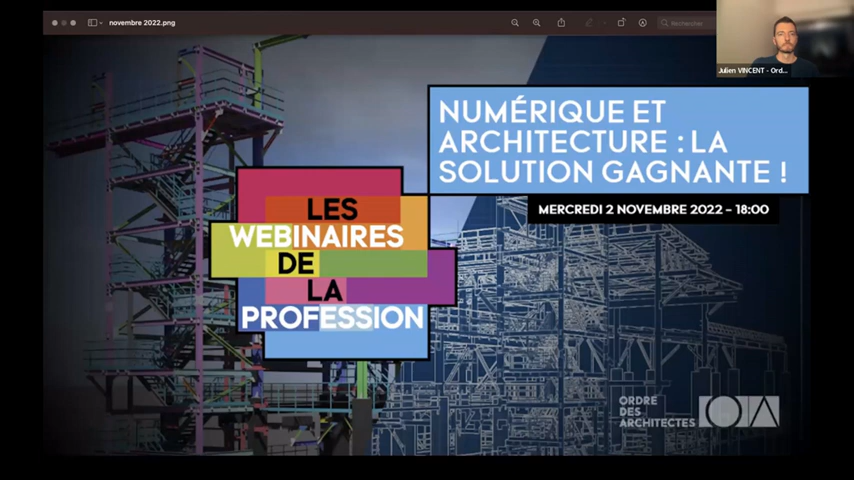 novembre 2022.png
Rechercher
Julien VINCENT - Ord...
NUMÉRIQUE ET
ARCHITECTURE : LA
SOLUTION GAGNANTE !
MERCREDI 2 NOVEMBRE 2022 – 18:00
LES
WEBINAIRES
DE
LA
PROFESSION
ORDRE
DES
ARCHITECTES